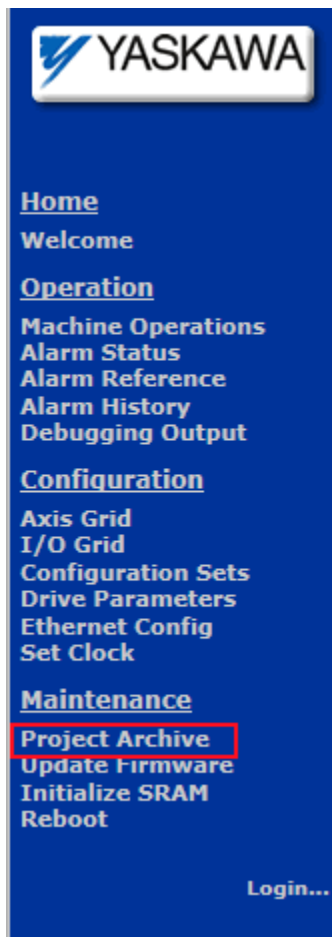 YASKAWA
Home
Welcome
Operation
Machine Operations
Alarm Status
Alarm Reference
Alarm History
Debugging Output
Configuration
Axis Grid
I/O Grid
Configuration Sets
Drive Parameters
Ethernet Config
Set Clock
Maintenance
Project Archive
Update Firmware
Initialize SRAM
Reboot
Login...